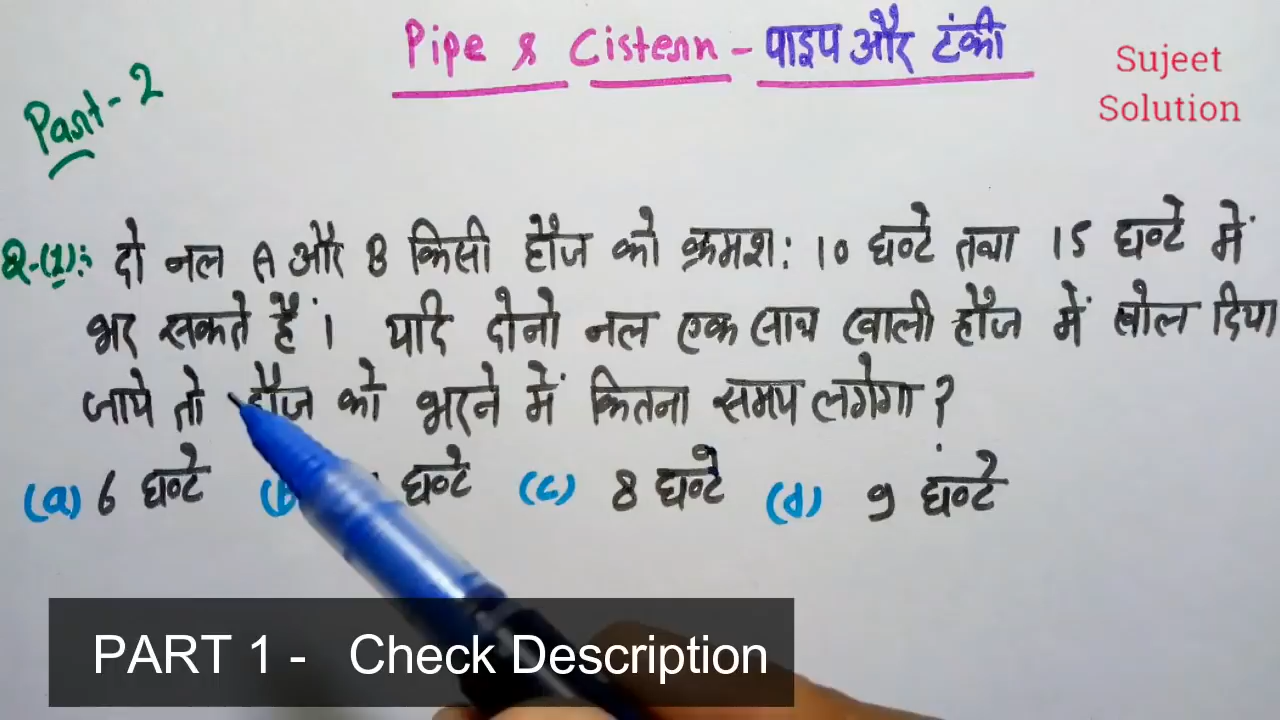 Pipe & Cistern - पाइप और टंकी
Sujeet
Solution
Part-2
Q.(1):- दो नल A और B किसी हौज को क्रमश: 10 घण्टे तथा 15 घण्टे में
भर सकते हैं। यदि दोनो नल एक साथ खाली हौज में खोल दिया
जाये तो हौज को भरने में कितना समय लगेगा?
(a) 6 घण्टे (b) घण्टे (c) 8 घण्टे (d) 9 घंण्टे
PART 1 - Check Description